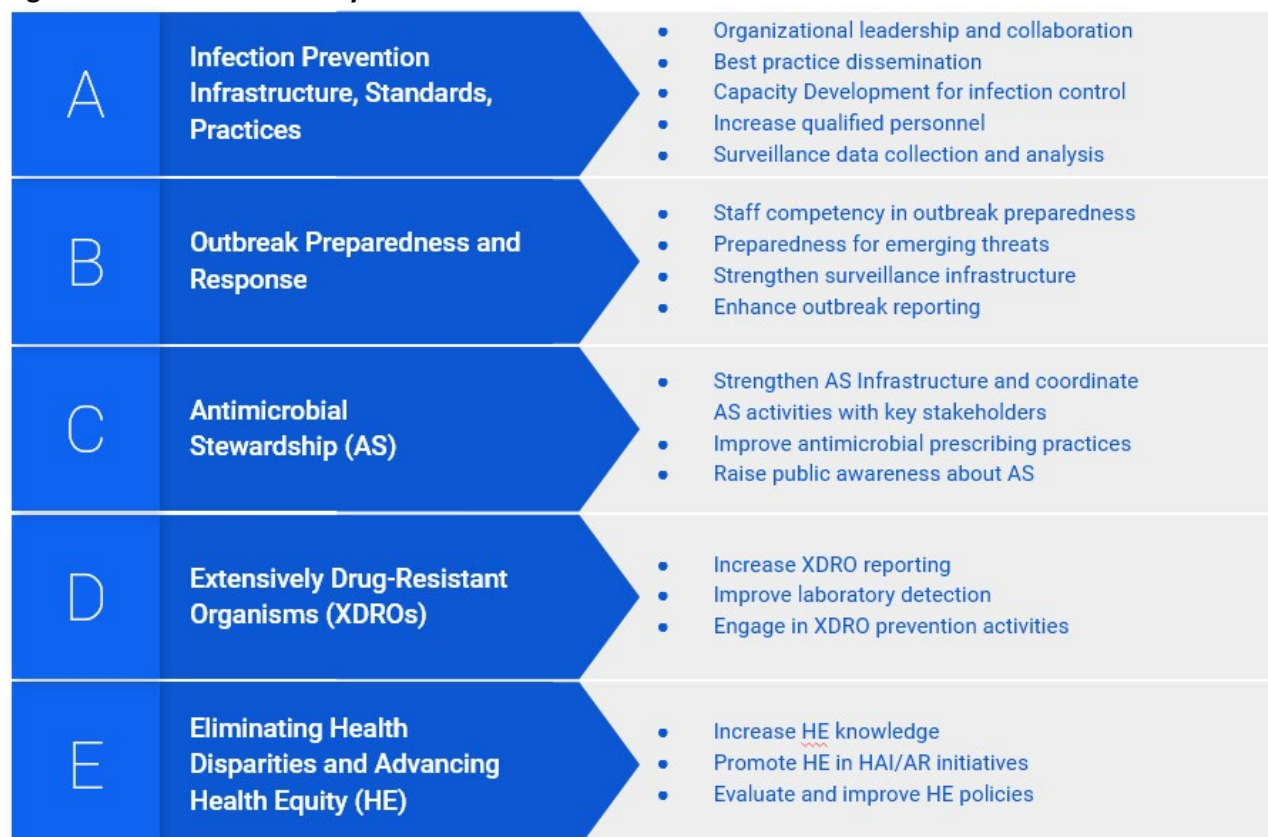 A
Infection Prevention
Infrastructure, Standards,
Practices
• Organizational leadership and collaboration
• Best practice dissemination
• Capacity Development for infection control
• Increase qualified personnel
• Surveillance data collection and analysis
B
Outbreak Preparedness and
Response
• Staff competency in outbreak preparedness
• Preparedness for emerging threats
• Strengthen surveillance infrastructure
• Enhance outbreak reporting
C
Antimicrobial
Stewardship (AS)
• Strengthen AS Infrastructure and coordinate
AS activities with key stakeholders
• Improve antimicrobial prescribing practices
• Raise public awareness about AS
D
Extensively Drug-Resistant
Organisms (XDROs)
• Increase XDRO reporting
• Improve laboratory detection
• Engage in XDRO prevention activities
E
Eliminating Health
Disparities and Advancing
Health Equity (HE)
• Increase HE knowledge
• Promote HE in HAI/AR initiatives
• Evaluate and improve HE policies